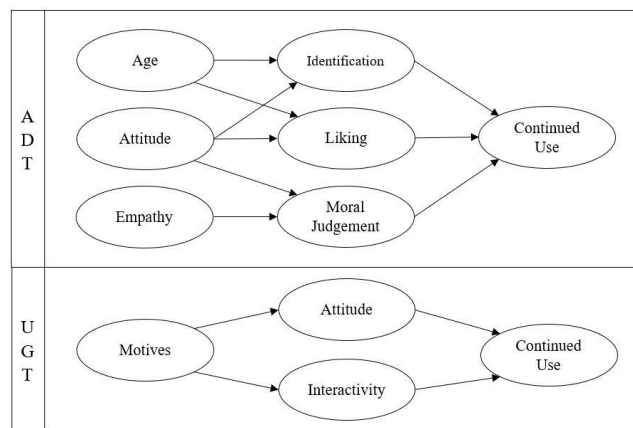 A
D
T
Age
Identification
Attitude
Liking
Continued
Use
Empathy
Moral
Judgement
U
G
T
Motives
Attitude
Interactivity
Continued
Use